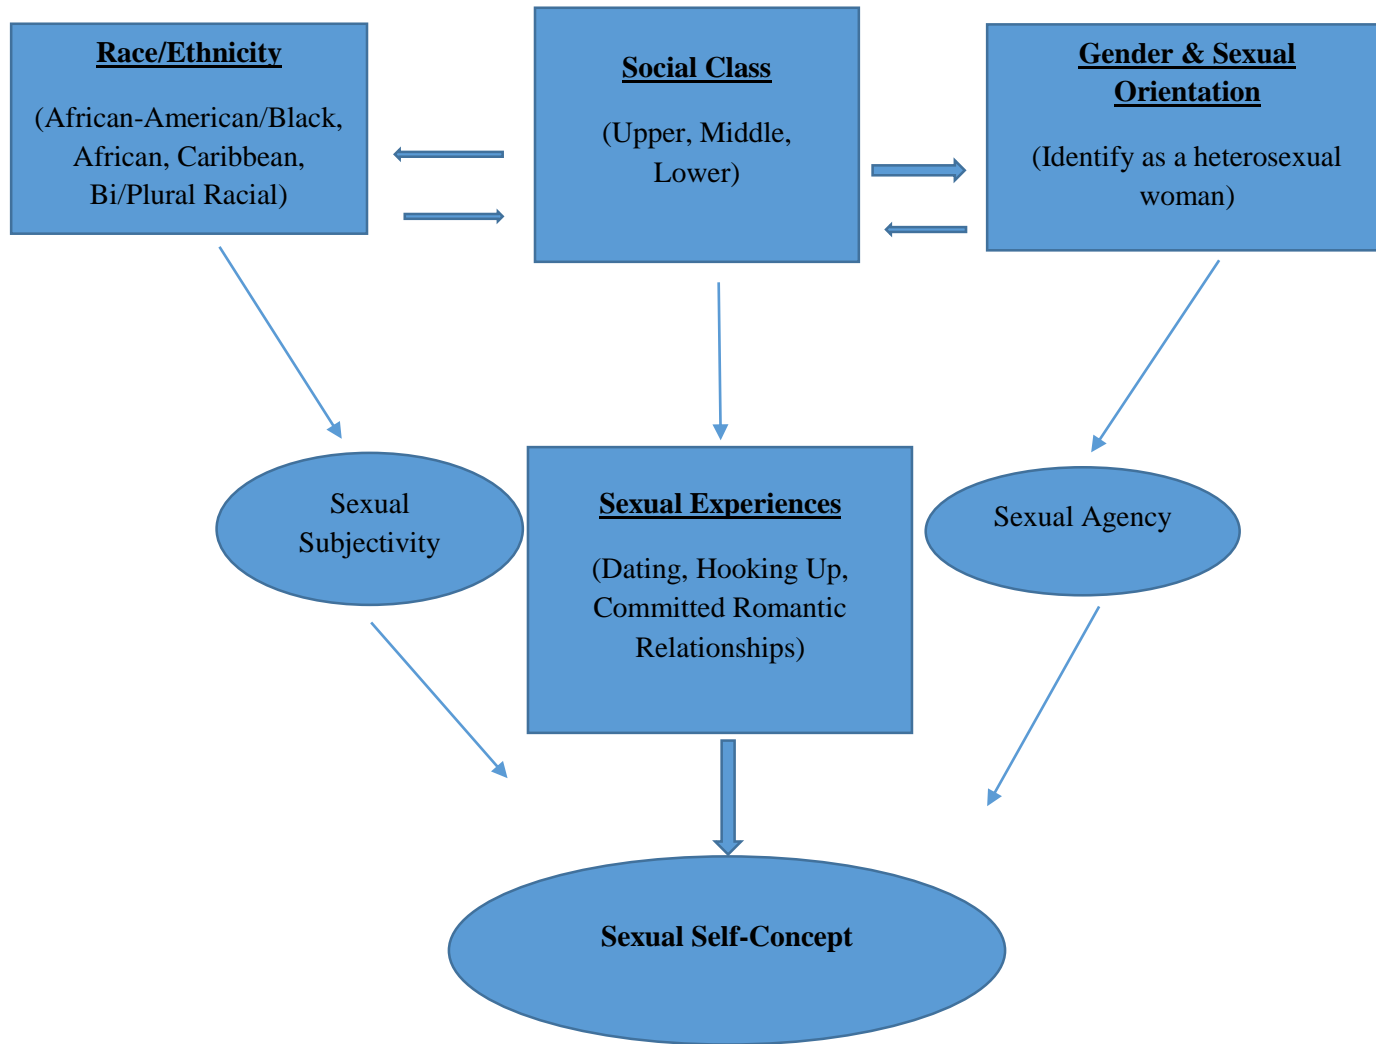 Race/Ethnicity
(African-American/Black,
African, Caribbean,
Bi/Plural Racial)
Social Class
(Upper, Middle,
Lower)
Gender & Sexual
Orientation
(Identify as a heterosexual
woman)
Sexual
Subjectivity
Sexual Experiences
(Dating, Hooking Up,
Committed Romantic
Relationships)
Sexual Agency
Sexual Self-Concept